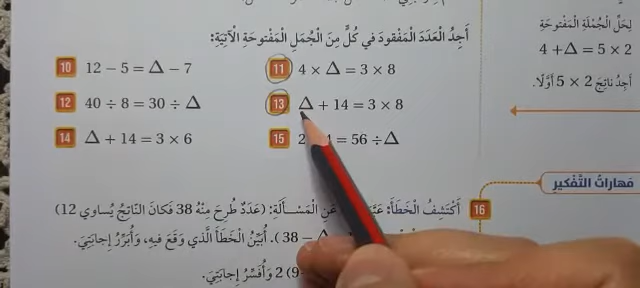 أَجِدُ الْعَدَدَ الْمَفْقودَ في كُلٍّ مِنَ الْجُمَلِ الْمَفْتوحَةِ الْآتِيَةِ:
10 12 − 5 = Δ − 7
11 4 × Δ = 3 × 8
12 40 ÷ 8 = 30 ÷ Δ
13 Δ + 14 = 3 × 8
14 Δ + 14 = 3 × 6
15 = 56 ÷ Δ
16 أَكْتَشِفُ الْخَطَأَ: عَنِ الْمَسْـأَلَةِ: (عَدَدٌ طُرِحَ مِنْهُ 38 فَكانَ النّاتِجُ يُساوي 12)
38 − أُبَيِّنُ الْخَطَأَ الَّذي وَقَعَ فيهِ، وَأُبَرِّرُ إِجابَتِيَ.
2 وَأُفَسِّرُ إِجابَتِيَ.
لِحَلِّ الْجُمْلَةِ الْمَفْتوحَةِ
4 + Δ = 5 × 2
أَجِدُ ناتِجَ 2 × 5 أَوَّلًا.
مَهاراتُ التَّفْكيرِ